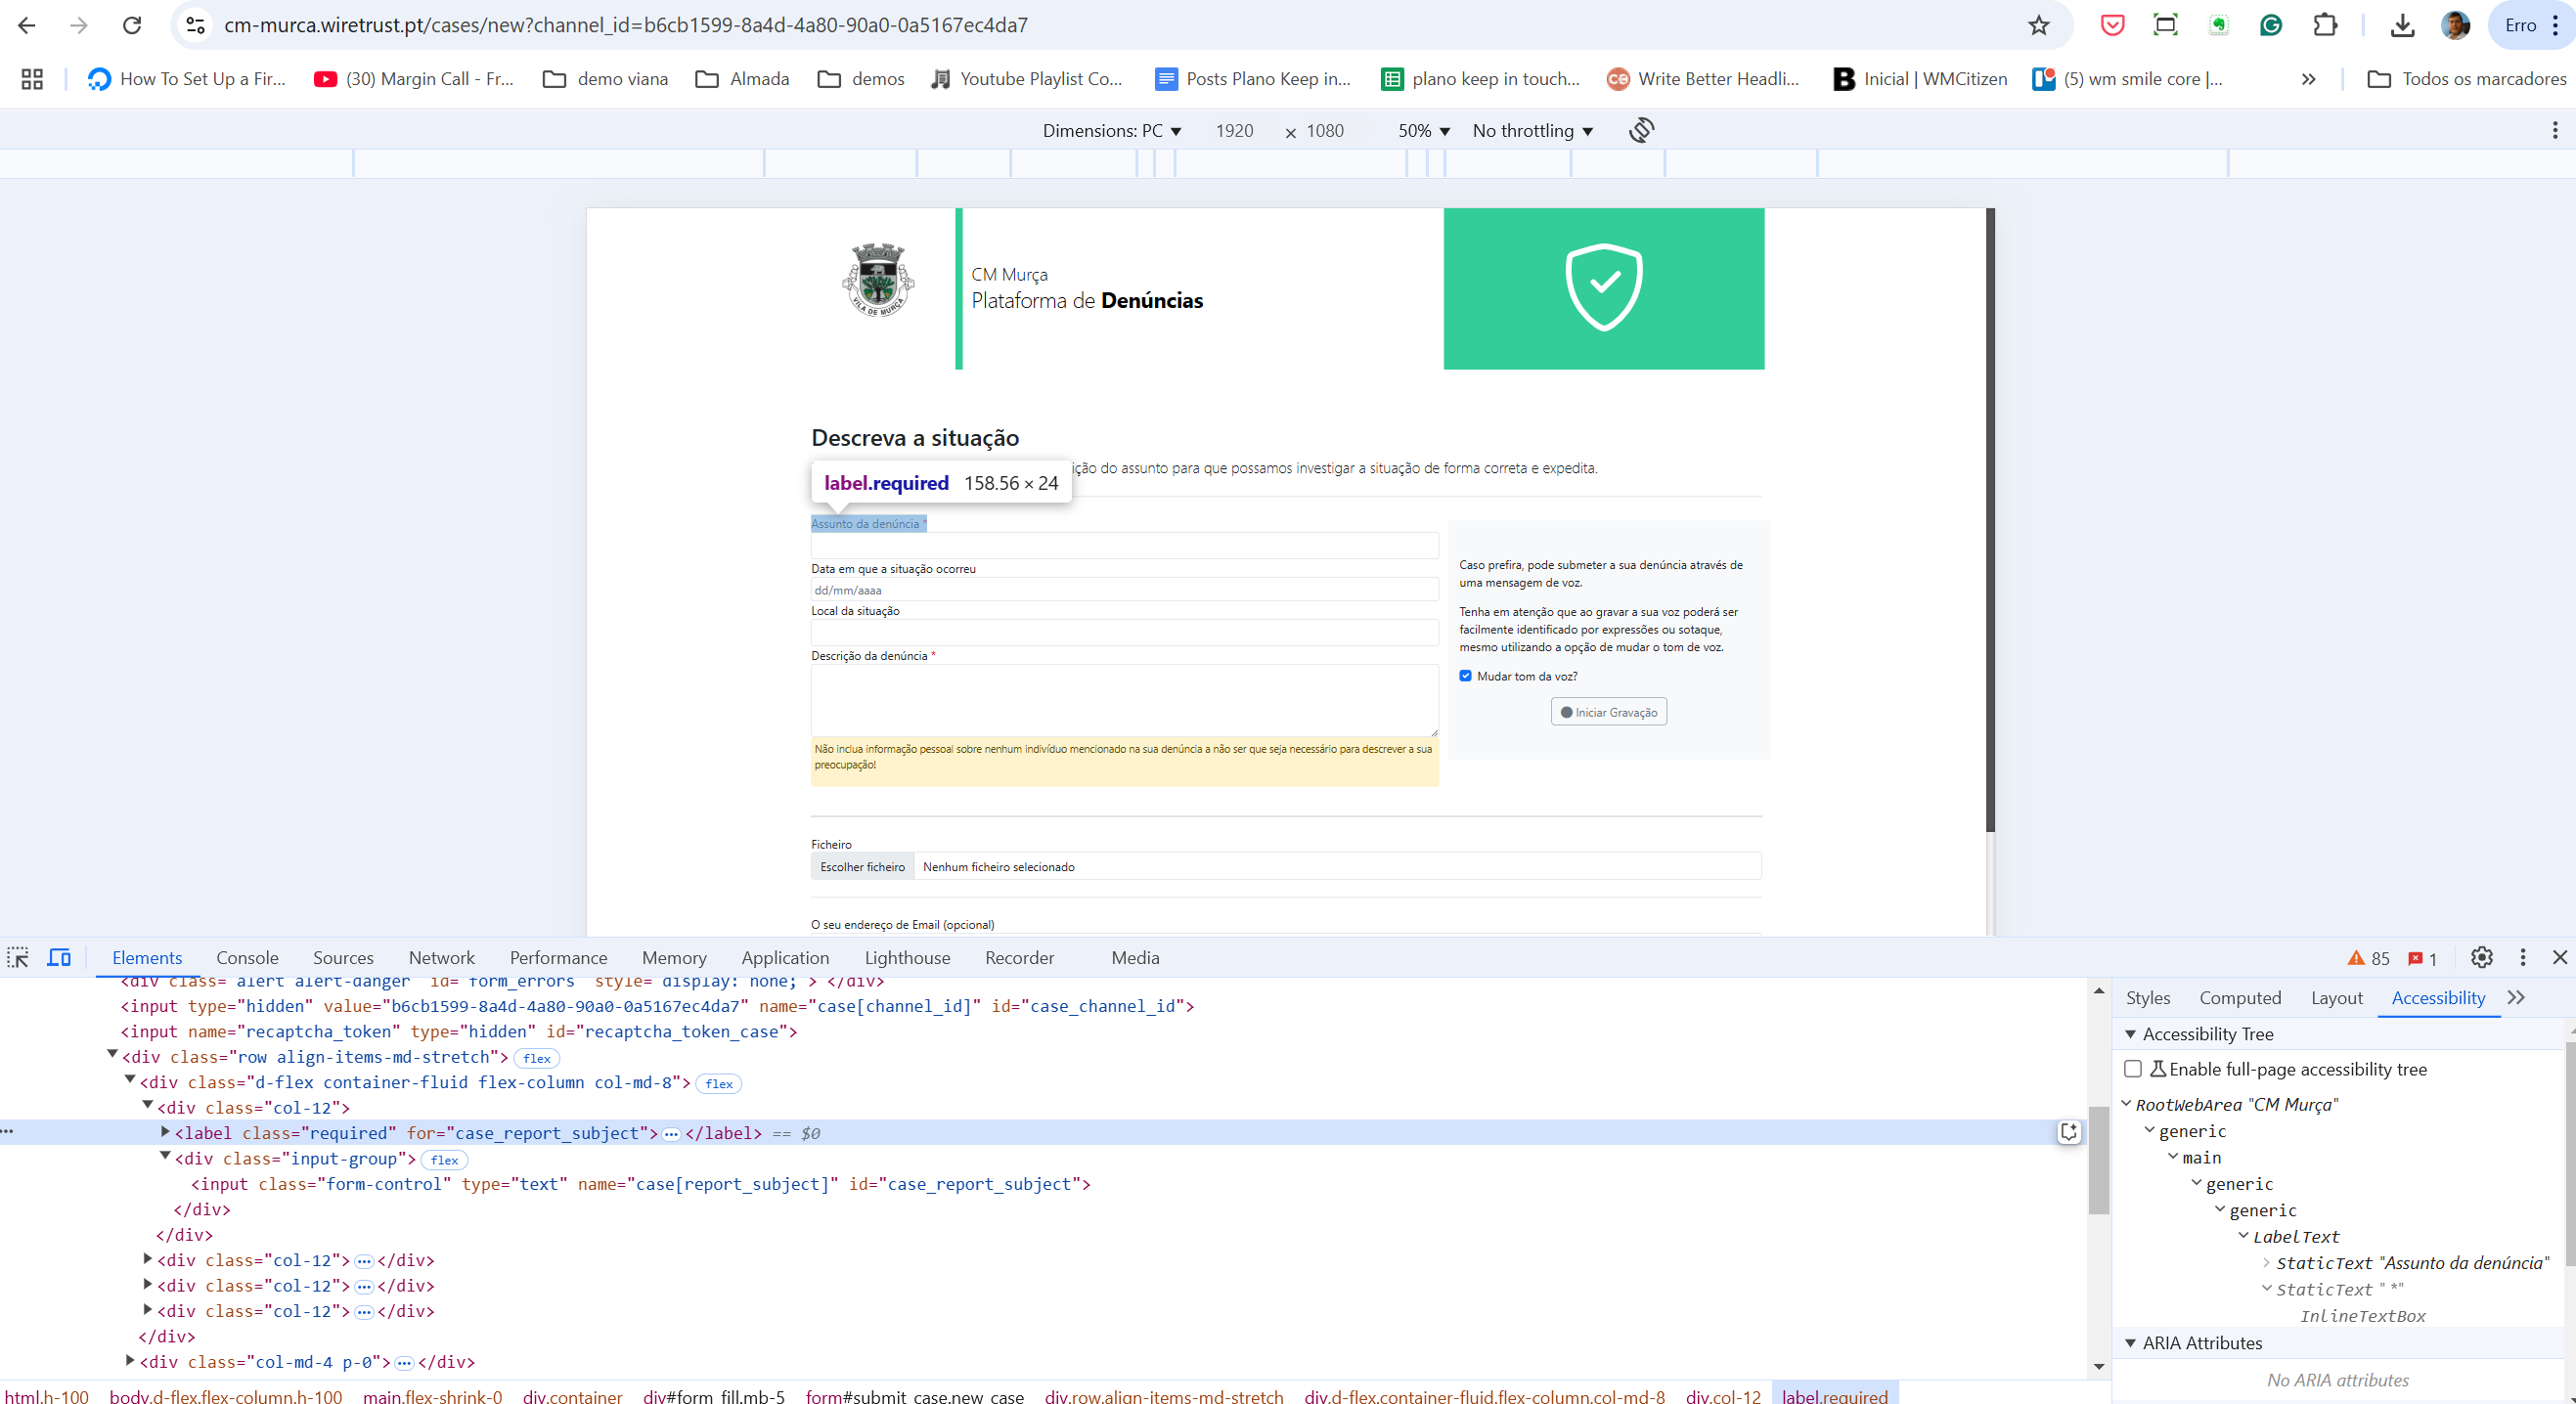 cm-murca.wiretrust.pt/cases/new?channel_id=b6cb1599-8a4d-4a80-90a0-0a5167ec4da7
Erro
How To Set Up a Fir...
(30) Margin Call - Fr...
demo viana
Almada
demos
Youtube Playlist Co...
Posts Plano Keep in...
plano keep in touch...
Write Better Headli...
Inicial | WMCitizen
(5) wm smile core |...
»
Todos os marcadores
Dimensions: PC ▼ 1920 × 1080 50% ▼ No throttling ▼
VILA DE MURÇA
CM Murça
Plataforma de Denúncias
Descreva a situação
ição do assunto para que possamos investigar a situação de forma correta e expedita.
label.required 158.56 × 24
Assunto da denúncia *
Data em que a situação ocorreu
dd/mm/aaaa
Local da situação
Descrição da denúncia *
Não inclua informação pessoal sobre nenhum indivíduo mencionado na sua denúncia a não ser que seja necessário para descrever a sua
preocupação!
Caso prefira, pode submeter a sua denúncia através de
uma mensagem de voz.
Tenha em atenção que ao gravar a sua voz poderá ser
facilmente identificado por expressões ou sotaque,
mesmo utilizando a opção de mudar o tom de voz.
Mudar tom da voz?
Iniciar Gravação
Ficheiro
Escolher ficheiro Nenhum ficheiro selecionado
O seu endereço de Email (opcional)
Elements Console Sources Network Performance Memory Application Lighthouse Recorder Media
85 1
<div class="alert alert-danger" id="form_errors" style="display: none;"> </div>
<input type="hidden" value="b6cb1599-8a4d-4a80-90a0-0a5167ec4da7" name="case[channel_id]" id="case_channel_id">
<input name="recaptcha_token" type="hidden" id="recaptcha_token_case">
<div class="row align-items-md-stretch"> flex
<div class="d-flex container-fluid flex-column col-md-8"> flex
<div class="col-12">
<label class="required" for="case_report_subject">…</label> == $0
<div class="input-group"> flex
<input class="form-control" type="text" name="case[report_subject]" id="case_report_subject">
</div>
</div>
<div class="col-12">…</div>
<div class="col-12">…</div>
<div class="col-12">…</div>
</div>
<div class="col-md-4 p-0">…</div>
html.h-100 body.d-flex.flex-column.h-100 main.flex-shrink-0 div.container div#form_fill.mb-5 form#submit_case.new_case div.row.align-items-md-stretch div.d-flex.container-fluid.flex-column.col-md-8 div.col-12 label.required
Styles Computed Layout Accessibility
Accessibility Tree
Enable full-page accessibility tree
RootWebArea "CM Murça"
generic
main
generic
generic
LabelText
StaticText "Assunto da denúncia"
StaticText " *"
InlineTextBox
ARIA Attributes
No ARIA attributes